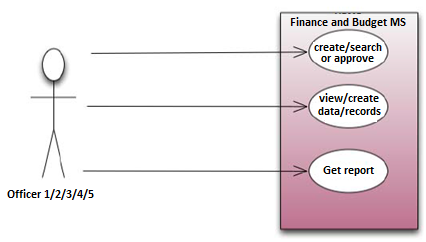 Finance and Budget MS
create/search
or approve
view/create
data/records
Get report
Officer 1/2/3/4/5